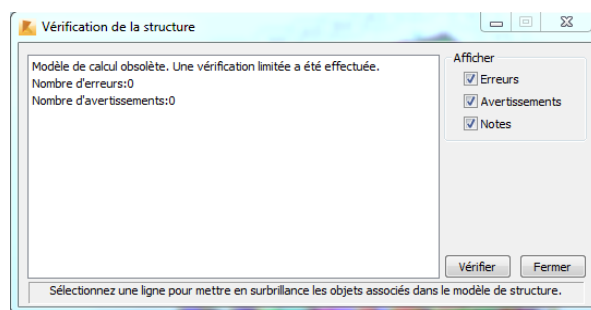 Vérification de la structure
Modèle de calcul obsolète. Une vérification limitée a été effectuée.
Nombre d'erreurs:0
Nombre d'avertissements:0
Afficher
Erreurs
Avertissements
Notes
Vérifier
Fermer
Sélectionnez une ligne pour mettre en surbrillance les objets associés dans le modèle de structure.